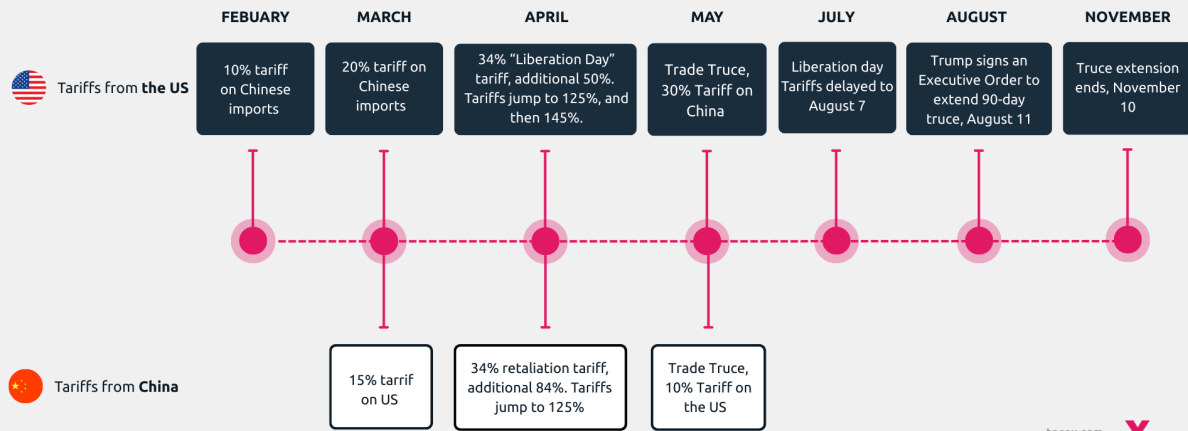 FEBUARY
MARCH
APRIL
MAY
JULY
AUGUST
NOVEMBER
Tariffs from the US
10% tariff
on Chinese
imports
20% tariff on
Chinese
imports
34% “Liberation Day”
tariff, additional 50%.
Tariffs jump to 125%, and
then 145%.
Trade Truce,
30% Tariff on
China
Liberation day
Tariffs delayed to
August 7
Trump signs an
Executive Order to
extend 90-day
truce, August 11
Truce extension
ends, November
10
Tariffs from China
15% tarrif
on US
34% retaliation tariff,
additional 84%. Tariffs
jump to 125%
Trade Truce,
10% Tariff on
the US